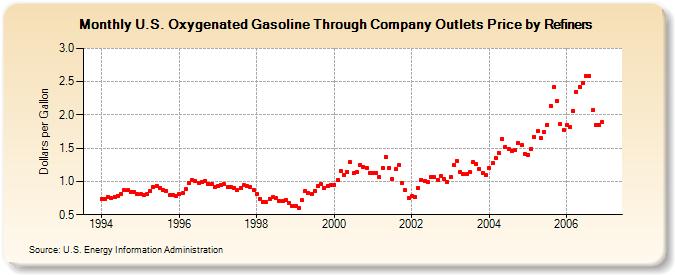 Monthly U.S. Oxygenated Gasoline Through Company Outlets Price by Refiners
Dollars per Gallon
3.0
2.5
2.0
1.5
1.0
0.5
1994 1996 1998 2000 2002 2004 2006
Source: U.S. Energy Information Administration